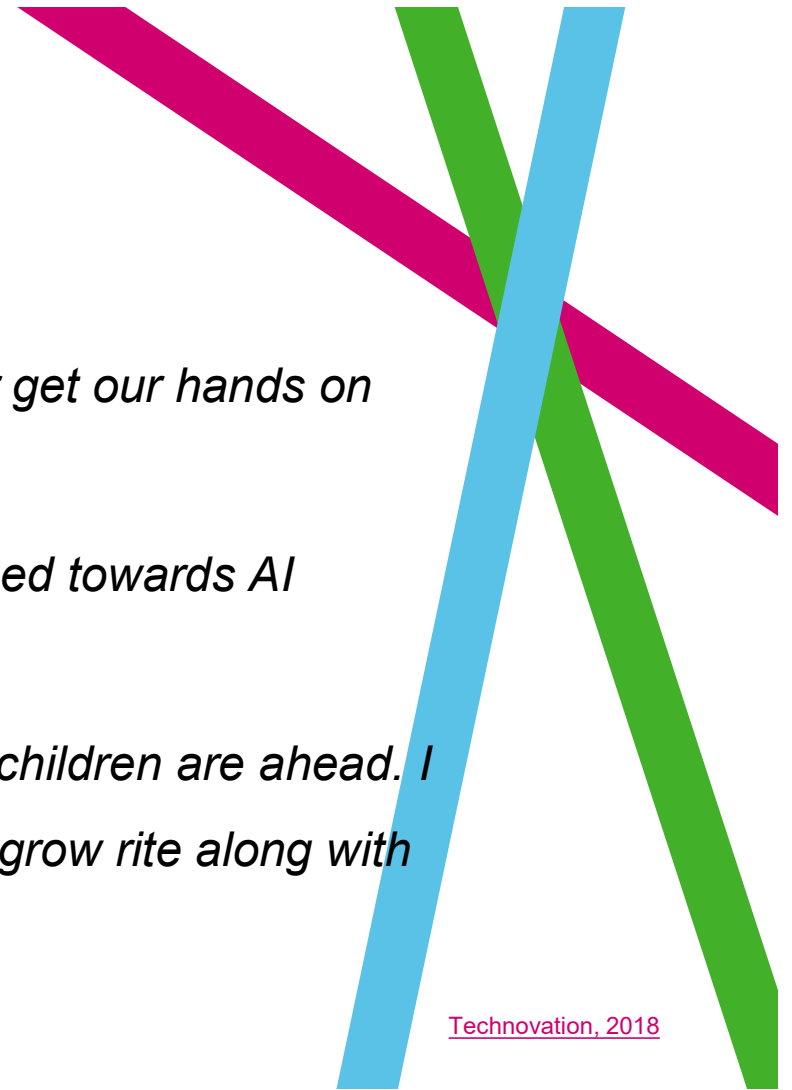 get our hands on
ed towards AI
children are ahead. I
grow rite along with
Technovation, 2018